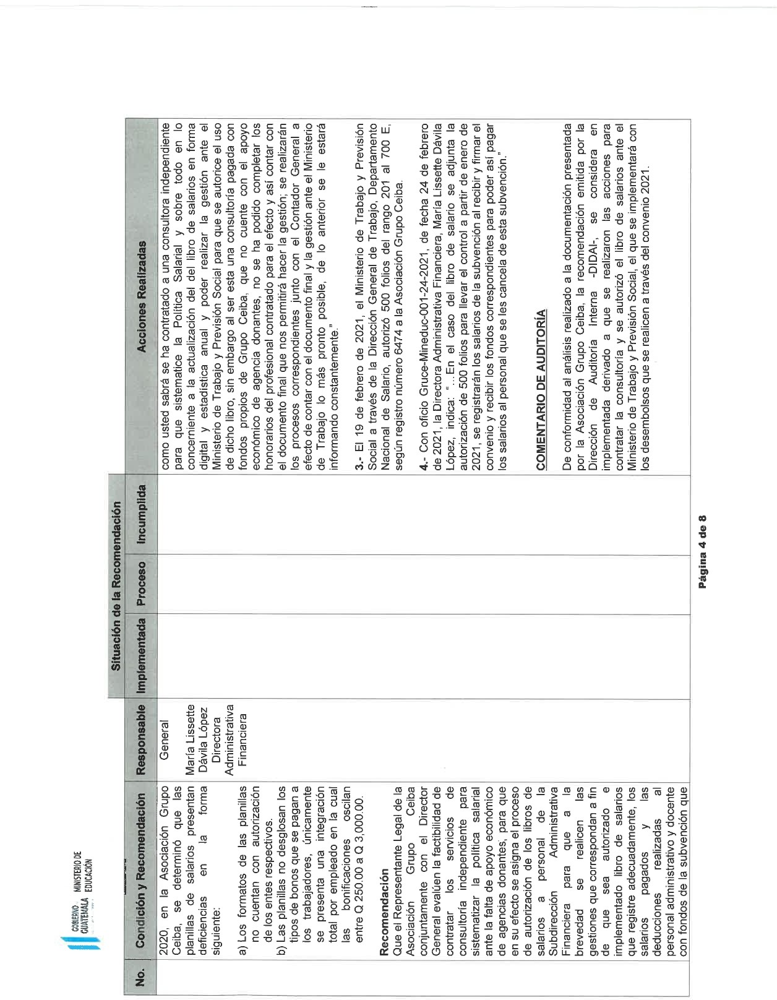 GOBIERNO DE
GUATEMALA
MINISTERIO DE
EDUCACIÓN
Situación de la Recomendación
No.
Condición y Recomendación
Responsable
Implementada
Proceso
Incumplida
Acciones Realizadas
2020, en la Asociación Grupo
Ceiba, se determinó que las
planillas de salarios presentan
deficiencias en la forma
siguiente:
a) Los formatos de las planillas
no cuentan con autorización
de los entes respectivos.
b) Las planillas no desglosan los
tipos de bonos que se pagan a
los trabajadores, únicamente
se presenta una integración
total por empleado en la cual
las bonificaciones oscilan
entre Q 250.00 a Q 3,000.00.
Recomendación
Que el Representante Legal de la
Asociación Grupo Ceiba
conjuntamente con el Director
General evalúen la factibilidad de
contratar los servicios de
consultoría independiente para
sistematizar la política salarial
ante la falta de apoyo económico
de agencias donantes, para que
en su efecto se asigna el proceso
de autorización de los libros de
salarios a personal de la
Subdirección Administrativa
Financiera para que a la
brevedad se realicen las
gestiones que correspondan a fin
de que sea autorizado e
implementado libro de salarios
que registre adecuadamente, los
salarios pagados y las
deducciones realizadas al
personal administrativo y docente
con fondos de la subvención que
General
María Lissette
Dávila López
Directora
Administrativa
Financiera
como usted sabrá se ha contratado a una consultora independiente
para que sistematice la Política Salarial y sobre todo en lo
concerniente a la actualización del del libro de salarios en forma
digital y estadística anual y poder realizar la gestión ante el
Ministerio de Trabajo y Previsión Social para que se autorice el uso
de dicho libro, sin embargo al ser esta una consultoría pagada con
fondos propios de Grupo Ceiba, que no cuente con el apoyo
económico de agencia donantes, no se ha podido completar los
honorarios del profesional contratado para el efecto y así contar con
el documento final que nos permitirá hacer la gestión; se realizarán
los procesos correspondientes junto con el Contador General a
efecto de contar con el documento final y la gestión ante el Ministerio
de Trabajo lo más pronto posible, de lo anterior se le estará
informando constantemente."
3.- El 19 de febrero de 2021, el Ministerio de Trabajo y Previsión
Social a través de la Dirección General de Trabajo, Departamento
Nacional de Salario, autorizó 500 folios del rango 201 al 700 E,
según registro número 6474 a la Asociación Grupo Ceiba.
4.- Con oficio Gruce-Mineduc-001-24-2021, de fecha 24 de febrero
de 2021, la Directora Administrativa Financiera, María Lissette Dávila
López, indica: "...En el caso del libro de salario se adjunta la
autorización de 500 folios para llevar el control a partir de enero de
2021, se registrarán los salarios de la subvención al recibir y firmar el
convenio y recibir los fondos correspondientes para poder así pagar
los salarios al personal que se les cancela de esta subvención."
COMENTARIO DE AUDITORÍA
De conformidad al análisis realizado a la documentación presentada
por la Asociación Grupo Ceiba, la recomendación emitida por la
Dirección de Auditoría Interna -DIDAI-, se considera en
implementada derivado a que se realizaron las acciones para
contratar la consultoría y se autorizó el libro de salarios ante el
Ministerio de Trabajo y Previsión Social, el que se implementará con
los desembolsos que se realicen a través del convenio 2021.
Página 4 de 8